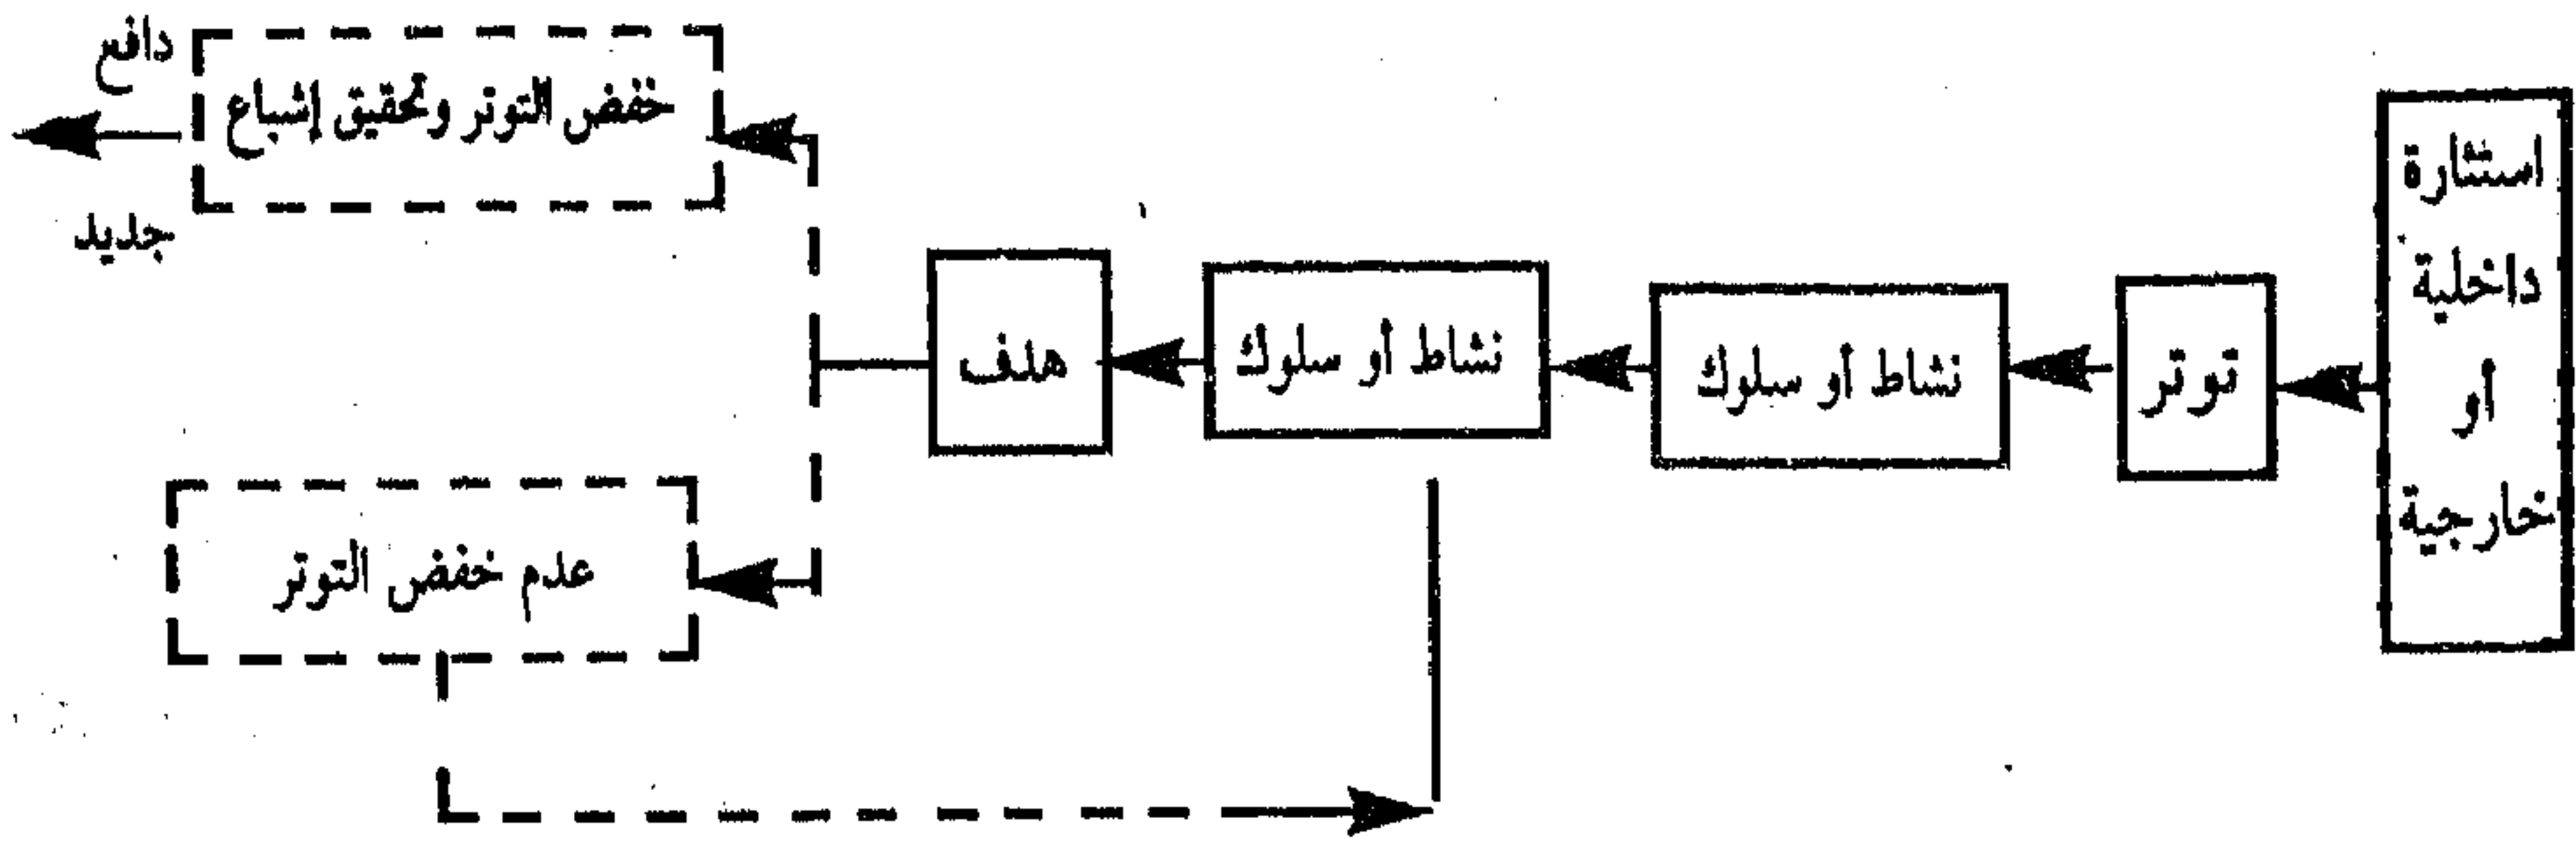 استثارة
داخلية
أو
خارجية
توتر
نشاط أو سلوك
نشاط أو سلوك
هدف
خفض التوتر وتحقيق إشباع
دافع
جديد
عدم خفض التوتر